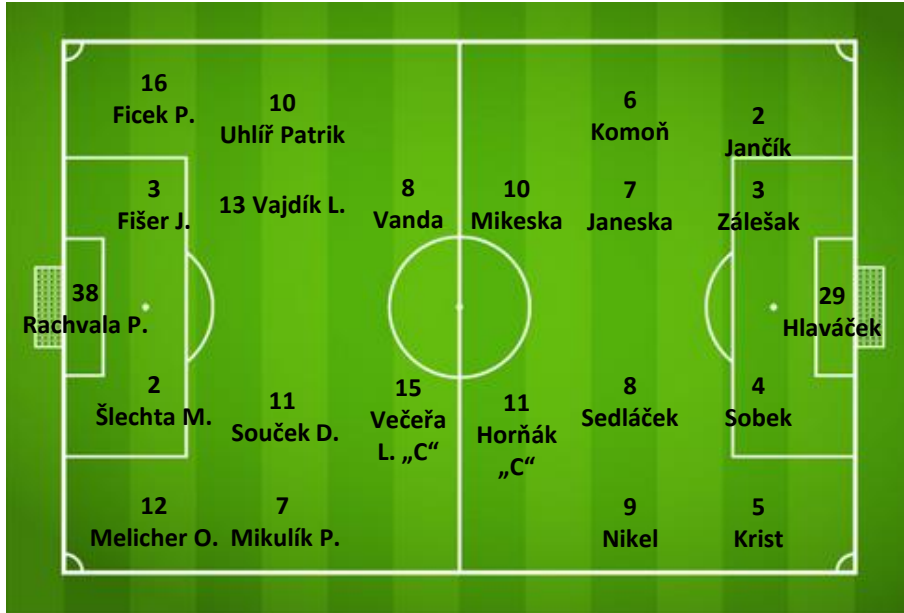 16
Ficek P.
10
Uhlíř Patrik
3
Fišer J.
13 Vajdík L.
8
Vanda
38
Rachvala P.
2
Šlechta M.
11
Souček D.
15
Večeřa
L. „C“
12
Melicher O.
7
Mikulík P.
6
Komoň
2
Jančík
10
Mikeska
7
Janeska
3
Zálešak
29
Hlaváček
11
Horňák
„C“
8
Sedláček
4
Sobek
9
Nikel
5
Krist